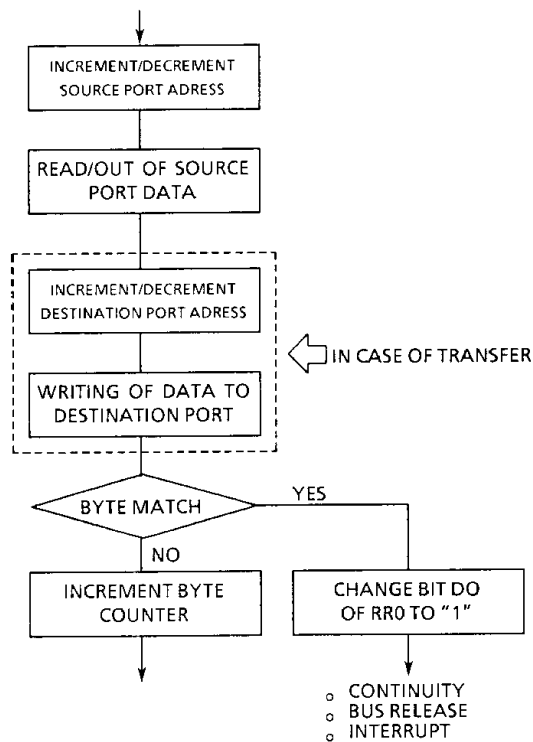 INCREMENT/DECREMENT
SOURCE PORT ADRESS
READ/OUT OF SOURCE
PORT DATA
INCREMENT/DECREMENT
DESTINATION PORT ADRESS
WRITING OF DATA TO
DESTINATION PORT
IN CASE OF TRANSFER
BYTE MATCH
YES
NO
INCREMENT BYTE
COUNTER
CHANGE BIT DO
OF RR0 TO "1"
CONTINUITY
BUS RELEASE
INTERRUPT